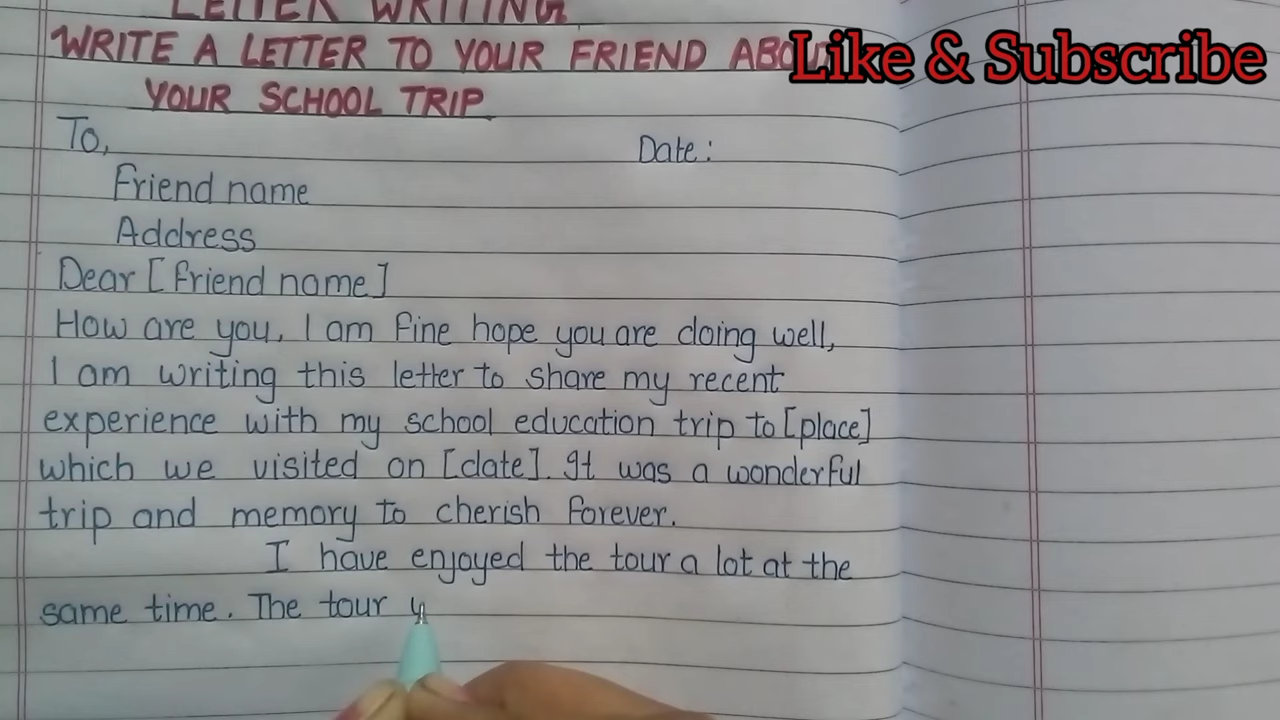 LETTER WRITING
WRITE A LETTER TO YOUR FRIEND ABOUT
Like & Subscribe
YOUR SCHOOL TRIP
To,
Date:
Friend name
Address
Dear [friend name]
How are you, I am fine hope you are doing well,
I am writing this letter to share my recent
experience with my school education trip to [place]
which we visited on [date]. It was a wonderful
trip and memory to cherish forever.
I have enjoyed the tour a lot at the
same time. The tour